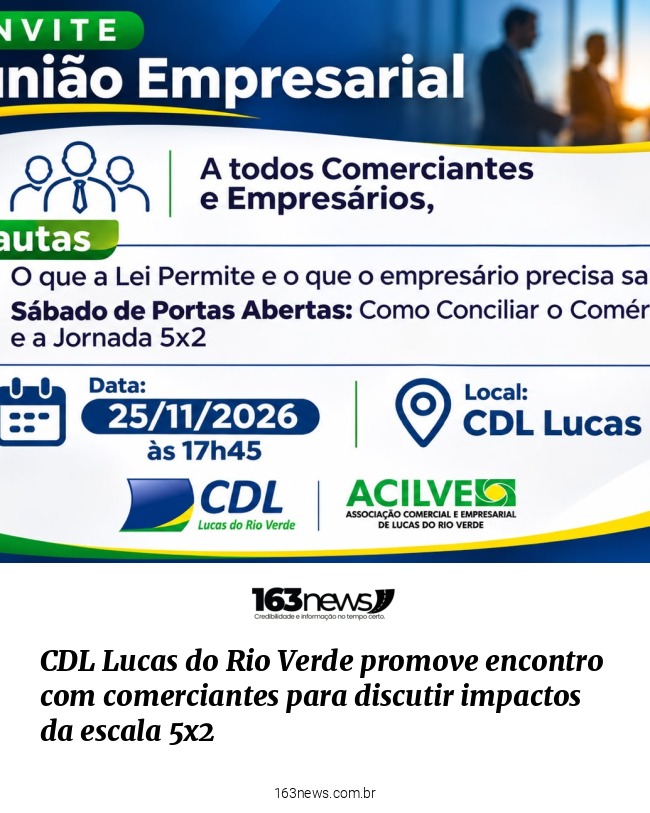 NVITE
união Empresarial
A todos Comerciantes
e Empresários,
autas
O que a Lei Permite e o que o empresário precisa sa
Sábado de Portas Abertas: Como Conciliar o Comér
e a Jornada 5x2
Data:
25/11/2026
às 17h45
Local:
CDL Lucas
CDL
Lucas do Rio Verde
ACILVE
ASSOCIAÇÃO COMERCIAL E EMPRESARIAL
DE LUCAS DO RIO VERDE
163news
Credibilidade e informação no tempo certo.
CDL Lucas do Rio Verde promove encontro
com comerciantes para discutir impactos
da escala 5x2
163news.com.br